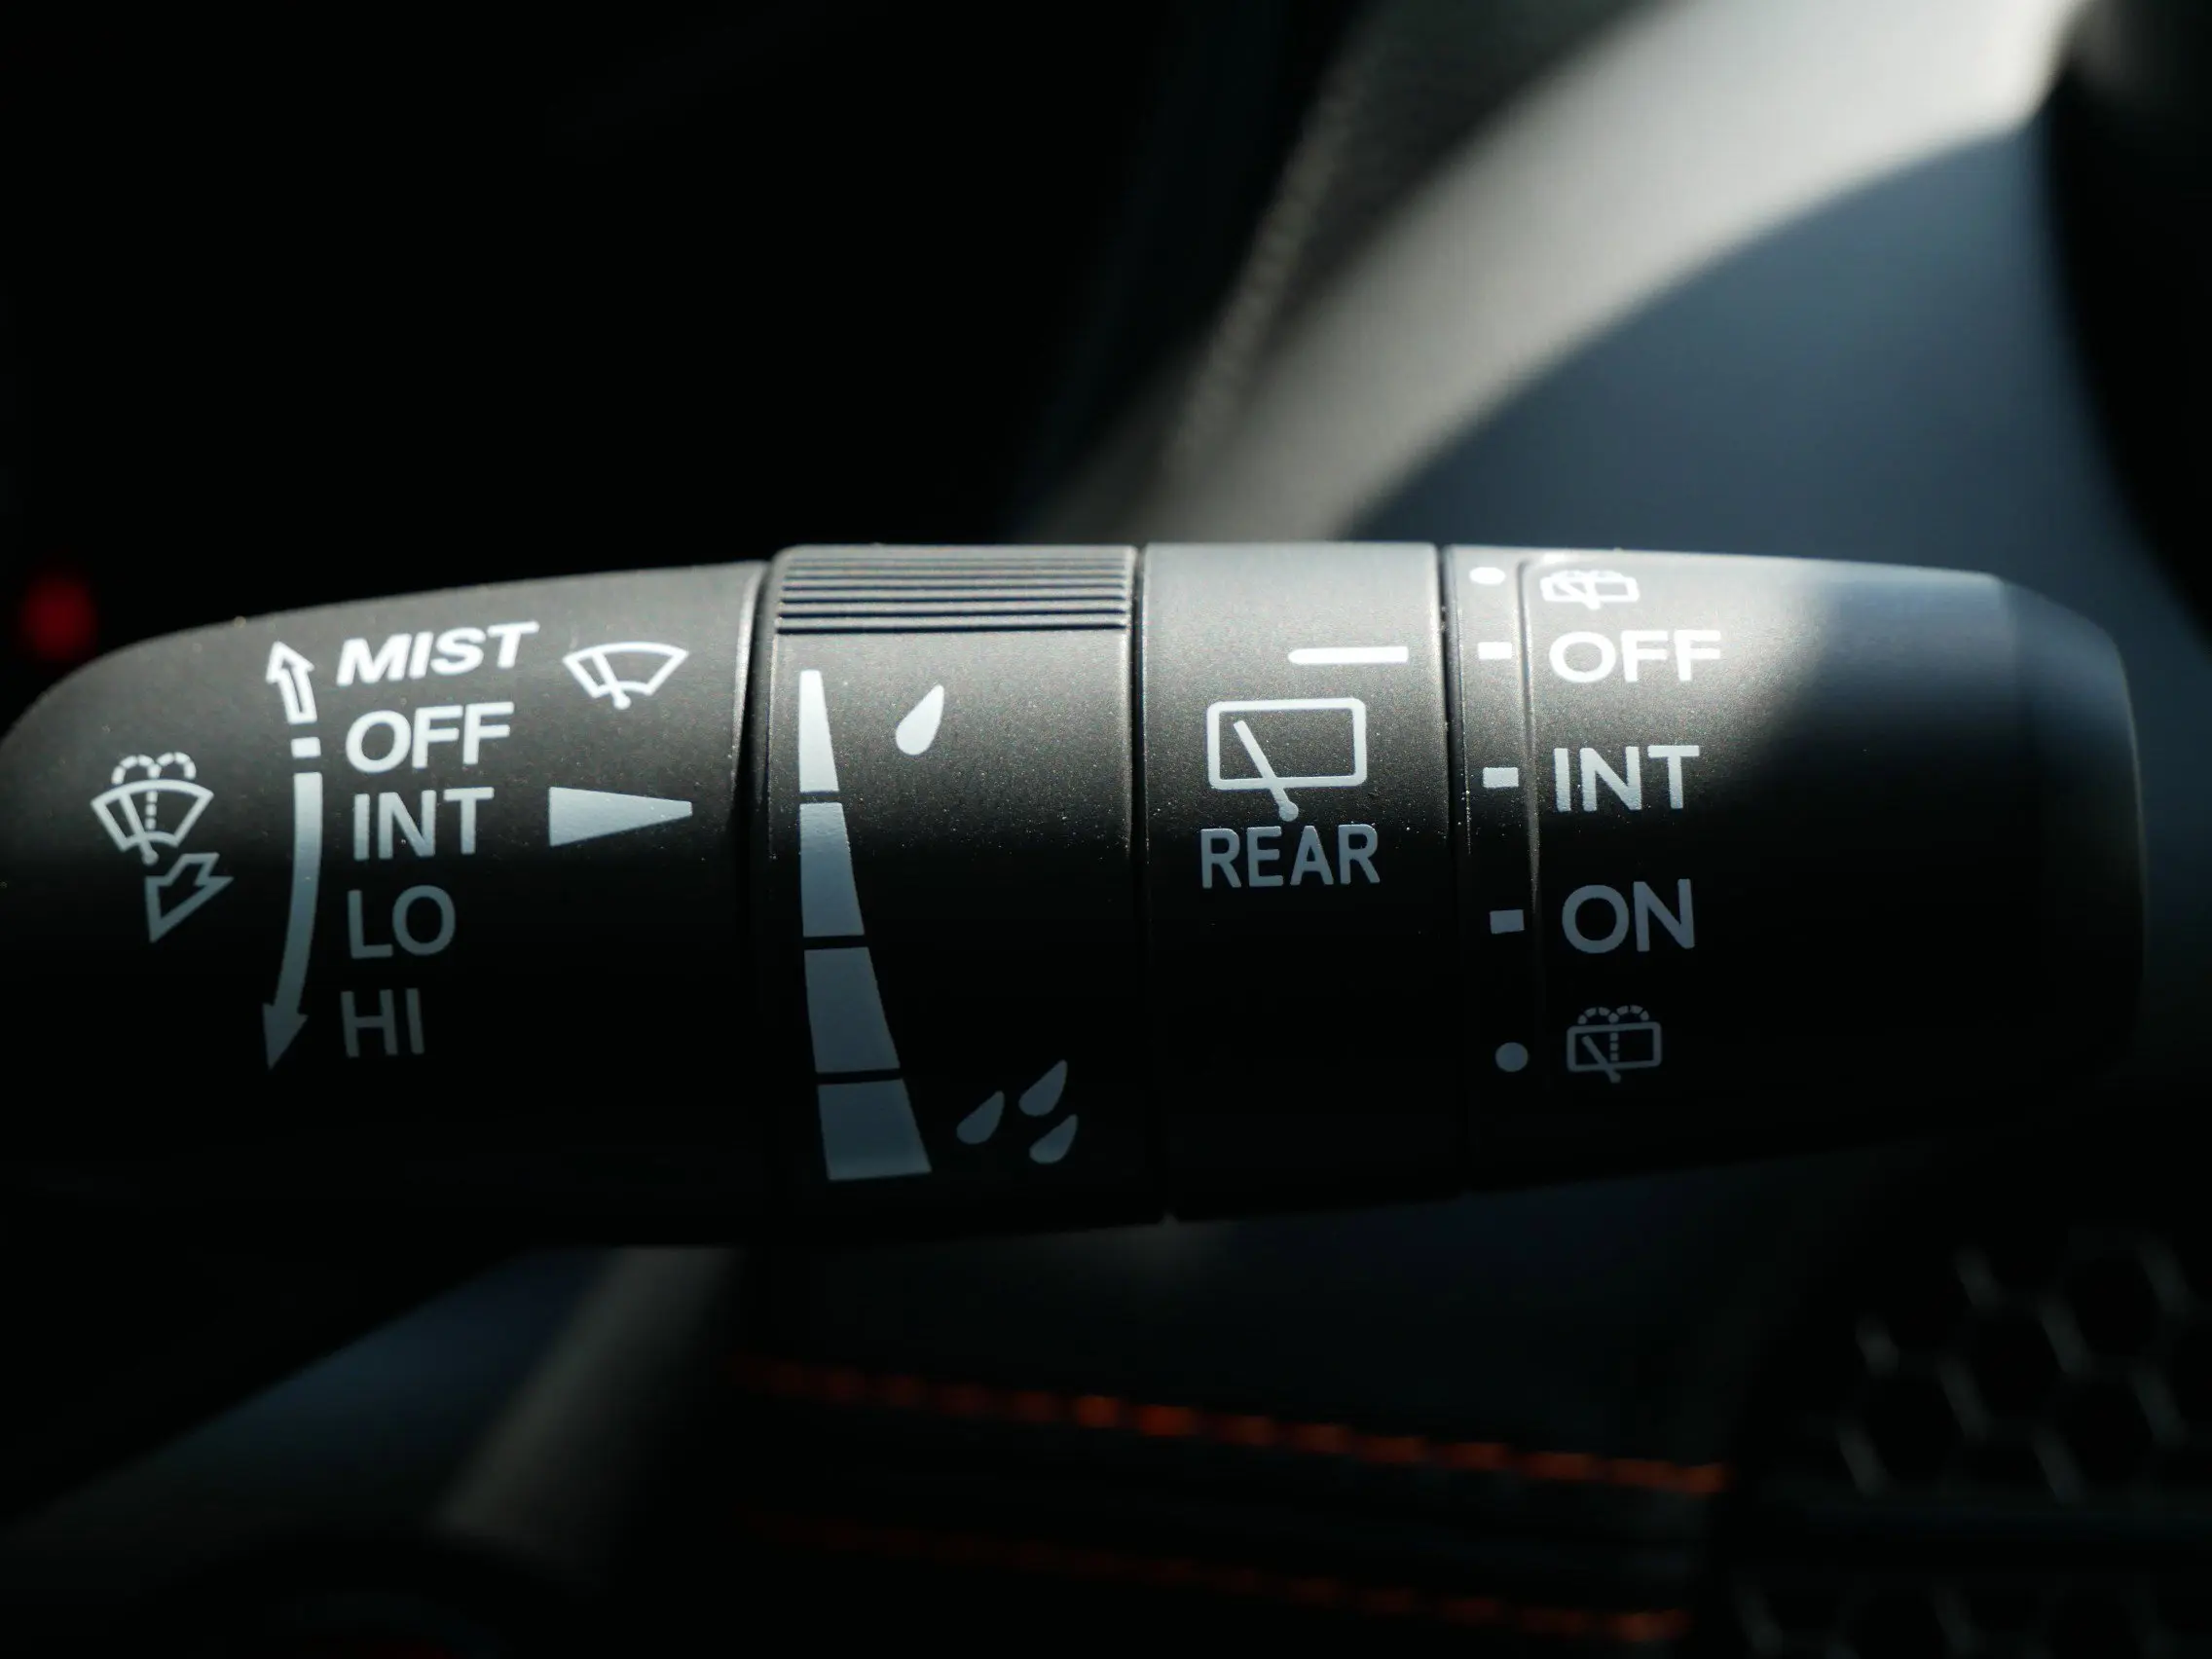 MIST
OFF
INT
LO
HI
REAR
OFF
INT
ON